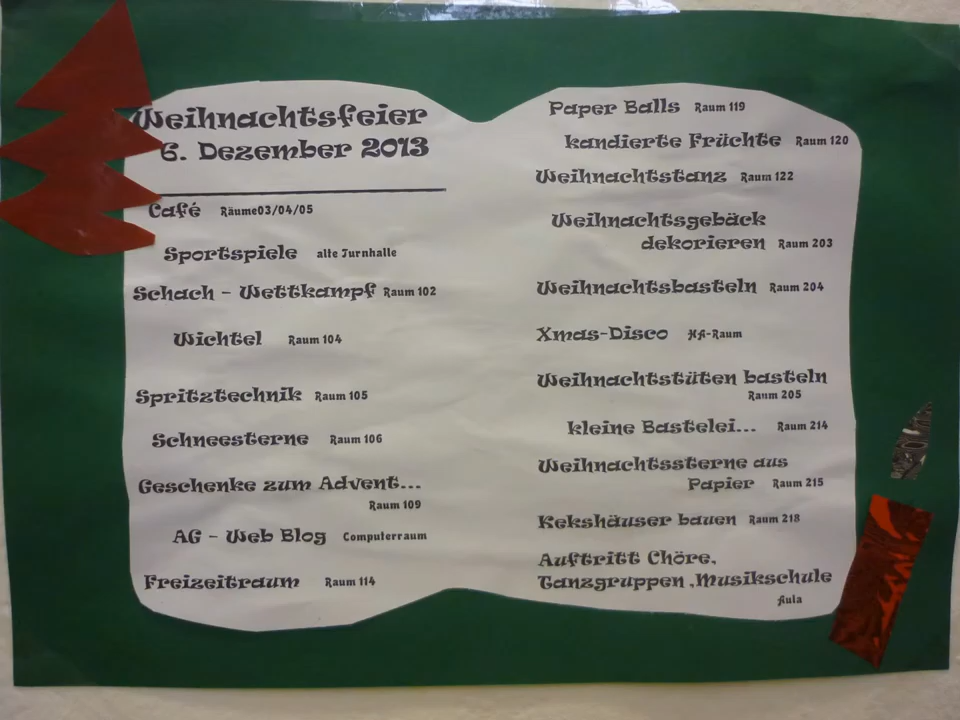 Weihnachtsfeier
6. Dezember 2013
Café Räume03/04/05
Sportspiele alte Turnhalle
Schach - Wettkampf Raum 102
Wichtel Raum 104
Spritztechnik Raum 105
Schneesterne Raum 106
Geschenke zum Advent...
Raum 109
AG - Web Blog Computerraum
Freizeitraum Raum 114
Paper Balls Raum 119
kandierte Früchte Raum 120
Weihnachtstanz Raum 122
Weihnachtsgebäck
dekorieren Raum 203
Weihnachtsbasteln Raum 204
Xmas-Disco HA-Raum
Weihnachtstüten basteln
Raum 205
kleine Bastelei... Raum 214
Weihnachtssterne aus
Papier Raum 215
Kekshäuser bauen Raum 218
Auftritt Chöre,
Tanzgruppen ,Musikschule
Aula